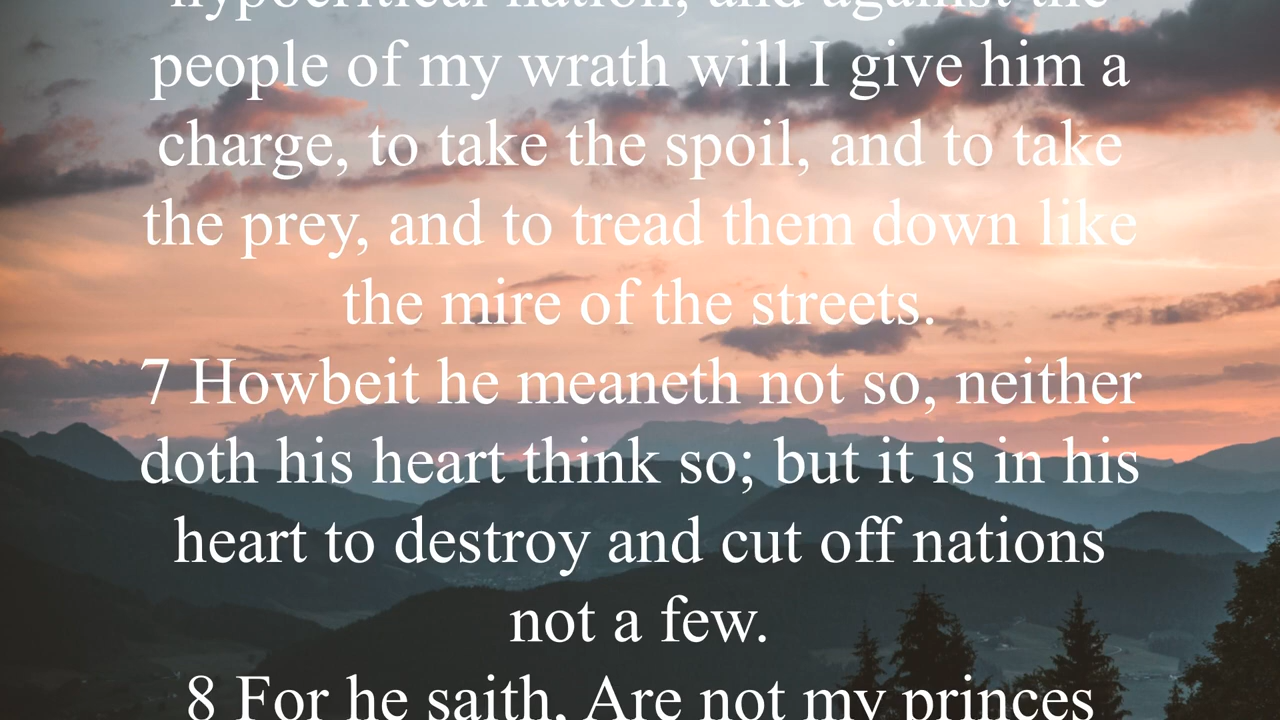 hypocritical nation, and against the
people of my wrath will I give him a
charge, to take the spoil, and to take
the prey, and to tread them down like
the mire of the streets.
7 Howbeit he meaneth not so, neither
doth his heart think so; but it is in his
heart to destroy and cut off nations
not a few.
8 For he saith, Are not my princes